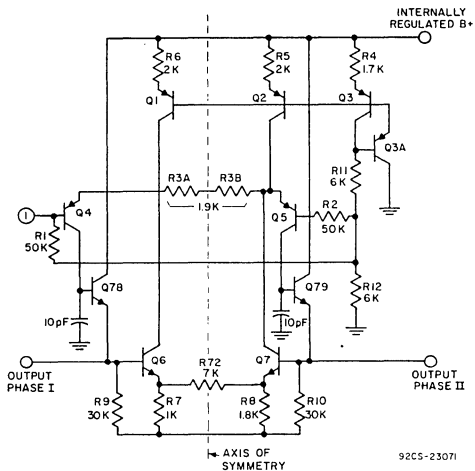 INTERNALLY
REGULATED B+
R6
2K
R5
2K
R4
1.7K
Q1
Q2
Q3
Q3A
R11
6K
R3A
R3B
1.9K
1
Q4
Q5
R2
50K
R1
50K
Q78
Q79
R12
6K
10pF
10pF
Q6
Q7
R72
7K
OUTPUT
PHASE I
OUTPUT
PHASE II
R9
30K
R7
1K
R8
1.8K
R10
30K
AXIS OF
SYMMETRY
92CS-23071